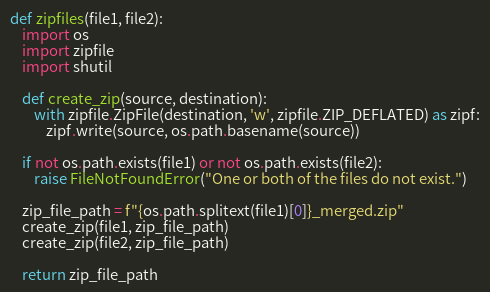 def zipfiles(file1, file2):
    import os
    import zipfile
    import shutil

    def create_zip(source, destination):
        with zipfile.ZipFile(destination, 'w', zipfile.ZIP_DEFLATED) as zipf:
            zipf.write(source, os.path.basename(source))

    if not os.path.exists(file1) or not os.path.exists(file2):
        raise FileNotFoundError("One or both of the files do not exist.")

    zip_file_path = f"{os.path.splitext(file1)[0]}_merged.zip"
    create_zip(file1, zip_file_path)
    create_zip(file2, zip_file_path)

    return zip_file_path